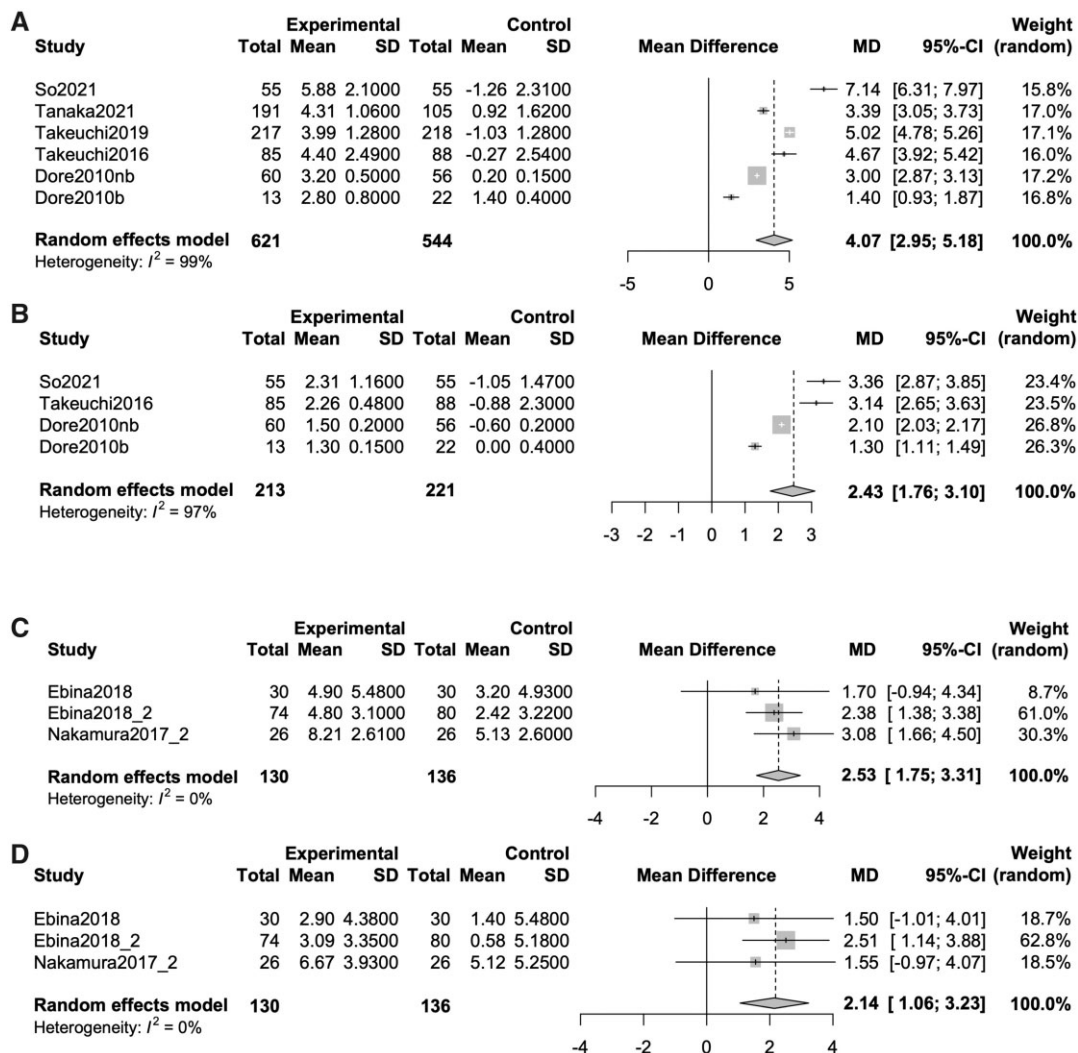 A
Experimental Control Weight
Study Total Mean SD Total Mean SD Mean Difference MD 95%-CI (random)
So2021 55 5.88 2.1000 55 -1.26 2.3100 7.14 [6.31; 7.97] 15.8%
Tanaka2021 191 4.31 1.0600 105 0.92 1.6200 3.39 [3.05; 3.73] 17.0%
Takeuchi2019 217 3.99 1.2800 218 -1.03 1.2800 5.02 [4.78; 5.26] 17.1%
Takeuchi2016 85 4.40 2.4900 88 -0.27 2.5400 4.67 [3.92; 5.42] 16.0%
Dore2010nb 60 3.20 0.5000 56 0.20 0.1500 3.00 [2.87; 3.13] 17.2%
Dore2010b 13 2.80 0.8000 22 1.40 0.4000 1.40 [0.93; 1.87] 16.8%
Random effects model 621 544 4.07 [2.95; 5.18] 100.0%
Heterogeneity: I² = 99%
-5 0 5
B
Experimental Control Weight
Study Total Mean SD Total Mean SD Mean Difference MD 95%-CI (random)
So2021 55 2.31 1.1600 55 -1.05 1.4700 3.36 [2.87; 3.85] 23.4%
Takeuchi2016 85 2.26 0.4800 88 -0.88 2.3000 3.14 [2.65; 3.63] 23.5%
Dore2010nb 60 1.50 0.2000 56 -0.60 0.2000 2.10 [2.03; 2.17] 26.8%
Dore2010b 13 1.30 0.1500 22 0.00 0.4000 1.30 [1.11; 1.49] 26.3%
Random effects model 213 221 2.43 [1.76; 3.10] 100.0%
Heterogeneity: I² = 97%
-3 -2 -1 0 1 2 3
C
Experimental Control Weight
Study Total Mean SD Total Mean SD Mean Difference MD 95%-CI (random)
Ebina2018 30 4.90 5.4800 30 3.20 4.9300 1.70 [-0.94; 4.34] 8.7%
Ebina2018_2 74 4.80 3.1000 80 2.42 3.2200 2.38 [ 1.38; 3.38] 61.0%
Nakamura2017_2 26 8.21 2.6100 26 5.13 2.6000 3.08 [ 1.66; 4.50] 30.3%
Random effects model 130 136 2.53 [ 1.75; 3.31] 100.0%
Heterogeneity: I² = 0%
-4 -2 0 2 4
D
Experimental Control Weight
Study Total Mean SD Total Mean SD Mean Difference MD 95%-CI (random)
Ebina2018 30 2.90 4.3800 30 1.40 5.4800 1.50 [-1.01; 4.01] 18.7%
Ebina2018_2 74 3.09 3.3500 80 0.58 5.1800 2.51 [ 1.14; 3.88] 62.8%
Nakamura2017_2 26 6.67 3.9300 26 5.12 5.2500 1.55 [-0.97; 4.07] 18.5%
Random effects model 130 136 2.14 [ 1.06; 3.23] 100.0%
Heterogeneity: I² = 0%
-4 -2 0 2 4